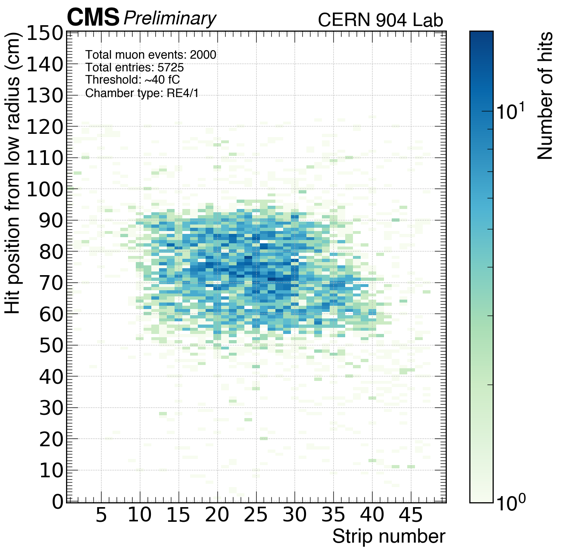 CMS Preliminary CERN 904 Lab
Total muon events: 2000
Total entries: 5725
Threshold: ~40 fC
Chamber type: RE4/1
Hit position from low radius (cm)
150
140
130
120
110
100
90
80
70
60
50
40
30
20
10
0
5 10 15 20 25 30 35 40 45
Strip number
Number of hits
10¹
10⁰